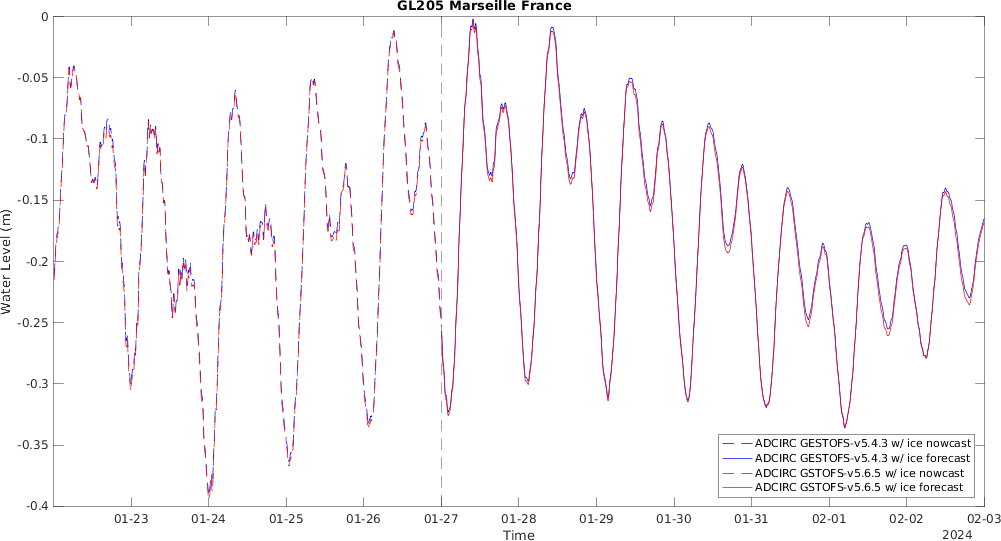 GL205 Marseille France
0
-0.05
-0.1
-0.15
-0.2
-0.25
-0.3
-0.35
-0.4
Water Level (m)
ADCIRC GESTOFS-v5.4.3 w/ ice nowcast
ADCIRC GESTOFS-v5.4.3 w/ ice forecast
ADCIRC GSTOFS-v5.6.5 w/ ice nowcast
ADCIRC GSTOFS-v5.6.5 w/ ice forecast
01-23 01-24 01-25 01-26 01-27 01-28 01-29 01-30 01-31 02-01 02-02 02-03
Time
2024